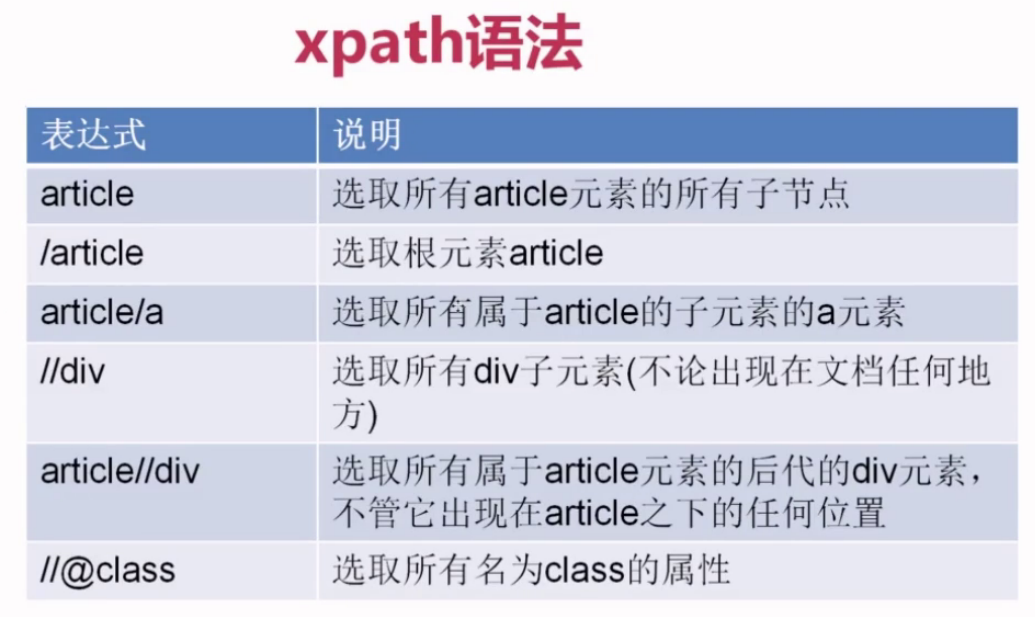 xpath语法
表达式 说明
article 选取所有article元素的所有子节点
/article 选取根元素article
article/a 选取所有属于article的子元素的a元素
//div 选取所有div子元素(不论出现在文档任何地
方)
article//div 选取所有属于article元素的后代的div元素，
不管它出现在article之下的任何位置
//@class 选取所有名为class的属性